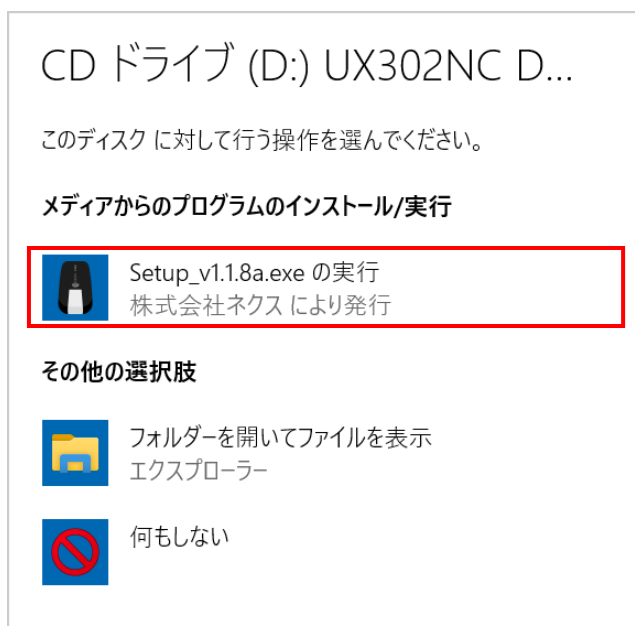 CD ドライブ (D:) UX302NC D...
このディスク に対して行う操作を選んでください。
メディアからのプログラムのインストール/実行
Setup_v1.1.8a.exe の実行
株式会社ネクス により発行
その他の選択肢
フォルダーを開いてファイルを表示
エクスプローラー
何もしない